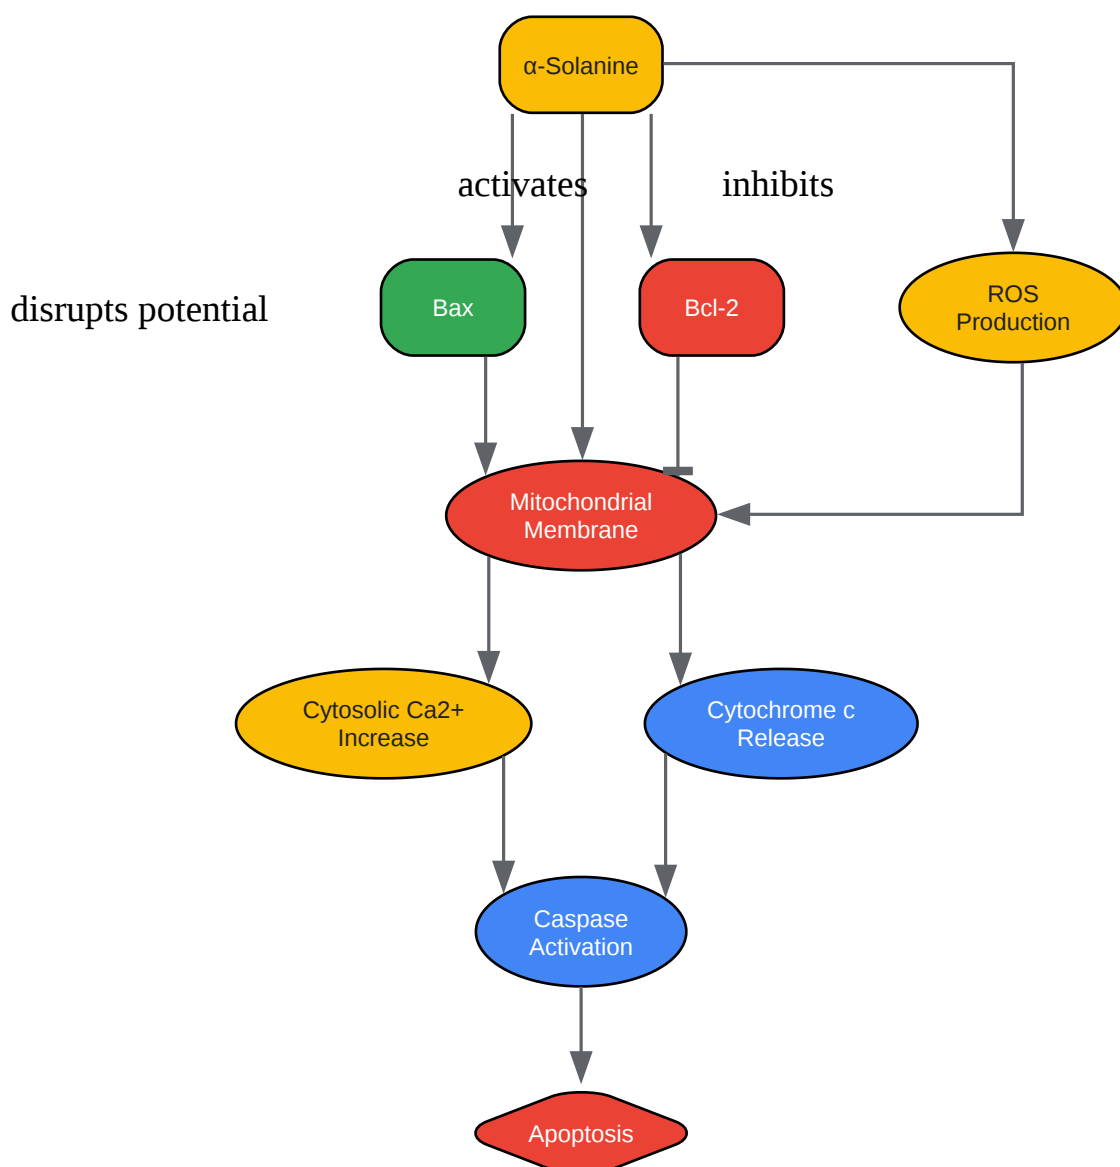 α-Solanine
activates
inhibits
disrupts potential
Bax
Bcl-2
ROS
Production
Mitochondrial
Membrane
Cytosolic Ca2+
Increase
Cytochrome c
Release
Caspase
Activation
Apoptosis